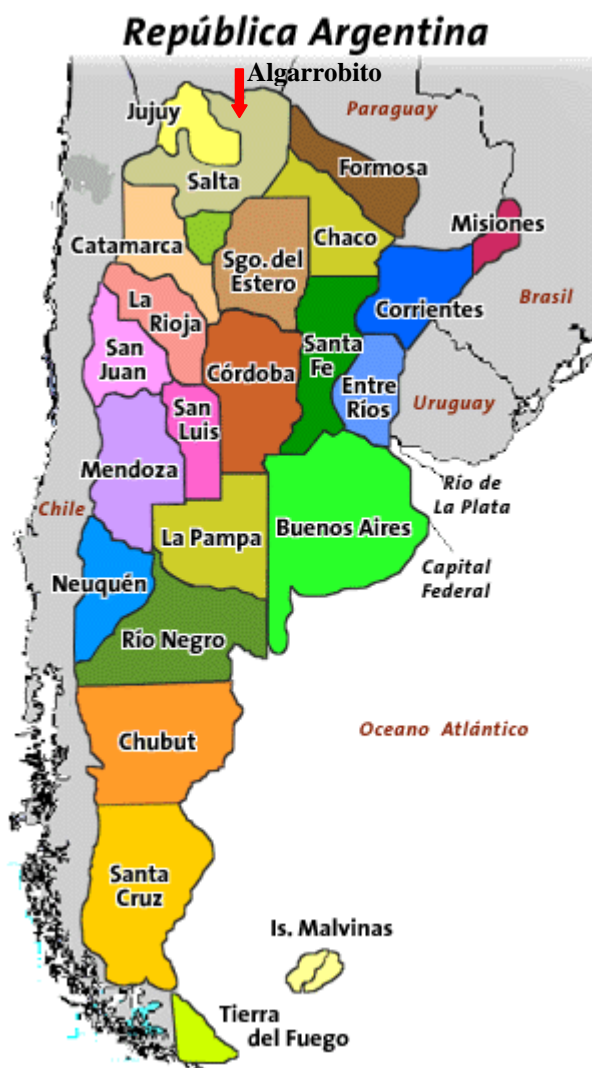 República Argentina
Algarrobito
Jujuy
Paraguay
Formosa
Salta
Misiones
Chaco
Catamarca
Sgo. del
Estero
La
Rioja
Corrientes
Brasil
San
Juan
Córdoba
Santa
Fe
Entre
Ríos
San
Luis
Uruguay
Mendoza
Río de
La Plata
Chile
La Pampa
Buenos Aires
Capital
Federal
Neuquén
Río Negro
Oceano Atlántico
Chubut
Santa
Cruz
Is. Malvinas
Tierra
del Fuego